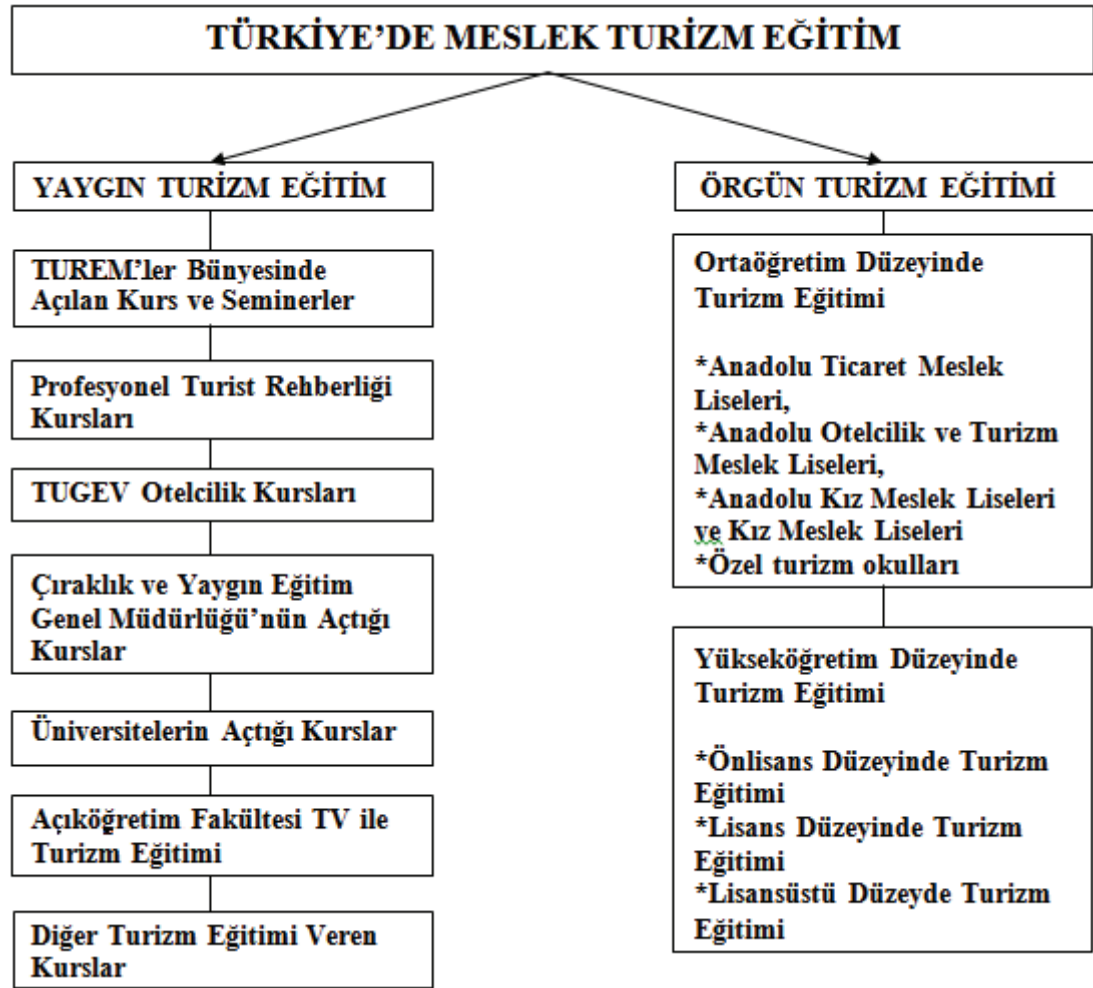 TÜRKİYE’DE MESLEK TURİZM EĞİTİM
YAYGIN TURİZM EĞİTİM
TUREM’ler Bünyesinde
Açılan Kurs ve Seminerler
Profesyonel Turist Rehberliği
Kursları
TUGEV Otelcilik Kursları
Çıraklık ve Yaygın Eğitim
Genel Müdürlüğü’nün Açtığı
Kurslar
Üniversitelerin Açtığı Kurslar
Açıköğretim Fakültesi TV ile
Turizm Eğitimi
Diğer Turizm Eğitimi Veren
Kurslar
ÖRGÜN TURİZM EĞİTİMİ
Ortaöğretim Düzeyinde
Turizm Eğitimi
*Anadolu Ticaret Meslek
Liseleri,
*Anadolu Otelcilik ve Turizm
Meslek Liseleri,
*Anadolu Kız Meslek Liseleri
ye Kız Meslek Liseleri
*Özel turizm okulları
Yükseköğretim Düzeyinde
Turizm Eğitimi
*Önlisans Düzeyinde Turizm
Eğitimi
*Lisans Düzeyinde Turizm
Eğitimi
*Lisansüstü Düzeyde Turizm
Eğitimi